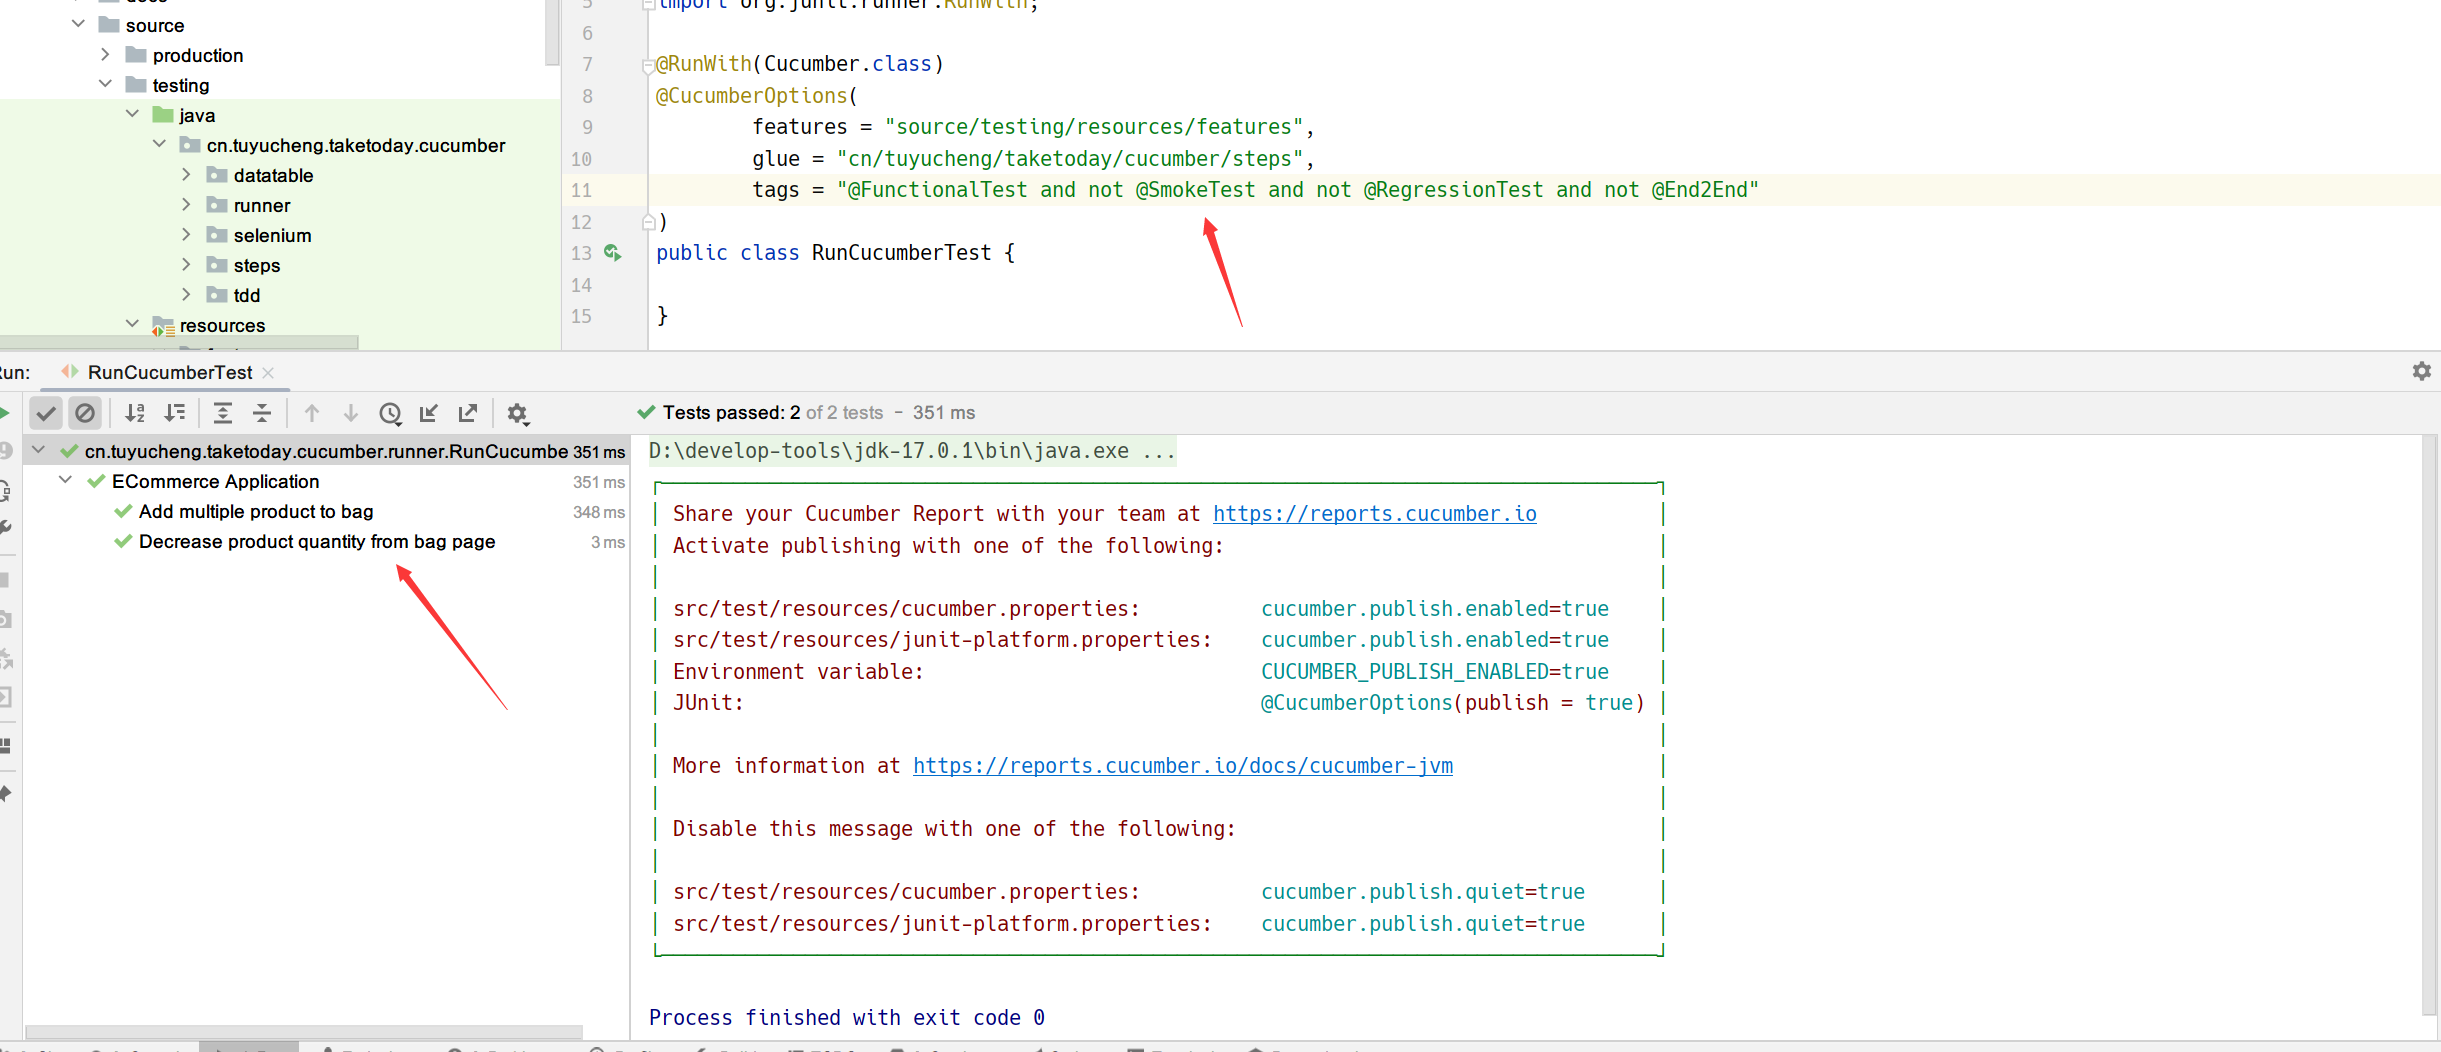 source
production
testing
java
cn.tuyucheng.taketoday.cucumber
datatable
runner
selenium
steps
tdd
resources
5 import org.junit.runner.RunWith;
6
7 @RunWith(Cucumber.class)
8 @CucumberOptions(
9 features = "source/testing/resources/features",
10 glue = "cn/tuyucheng/taketoday/cucumber/steps",
11 tags = "@FunctionalTest and not @SmokeTest and not @RegressionTest and not @End2End"
12 )
13 public class RunCucumberTest {
14
15 }
Run: RunCucumberTest
Tests passed: 2 of 2 tests – 351 ms
cn.tuyucheng.taketoday.cucumber.runner.RunCucumbe 351 ms
ECommerce Application 351 ms
Add multiple product to bag 348 ms
Decrease product quantity from bag page 3 ms
D:\develop-tools\jdk-17.0.1\bin\java.exe ...
Share your Cucumber Report with your team at https://reports.cucumber.io
Activate publishing with one of the following:
src/test/resources/cucumber.properties: cucumber.publish.enabled=true
src/test/resources/junit-platform.properties: cucumber.publish.enabled=true
Environment variable: CUCUMBER_PUBLISH_ENABLED=true
JUnit: @CucumberOptions(publish = true)
More information at https://reports.cucumber.io/docs/cucumber-jvm
Disable this message with one of the following:
src/test/resources/cucumber.properties: cucumber.publish.quiet=true
src/test/resources/junit-platform.properties: cucumber.publish.quiet=true
Process finished with exit code 0